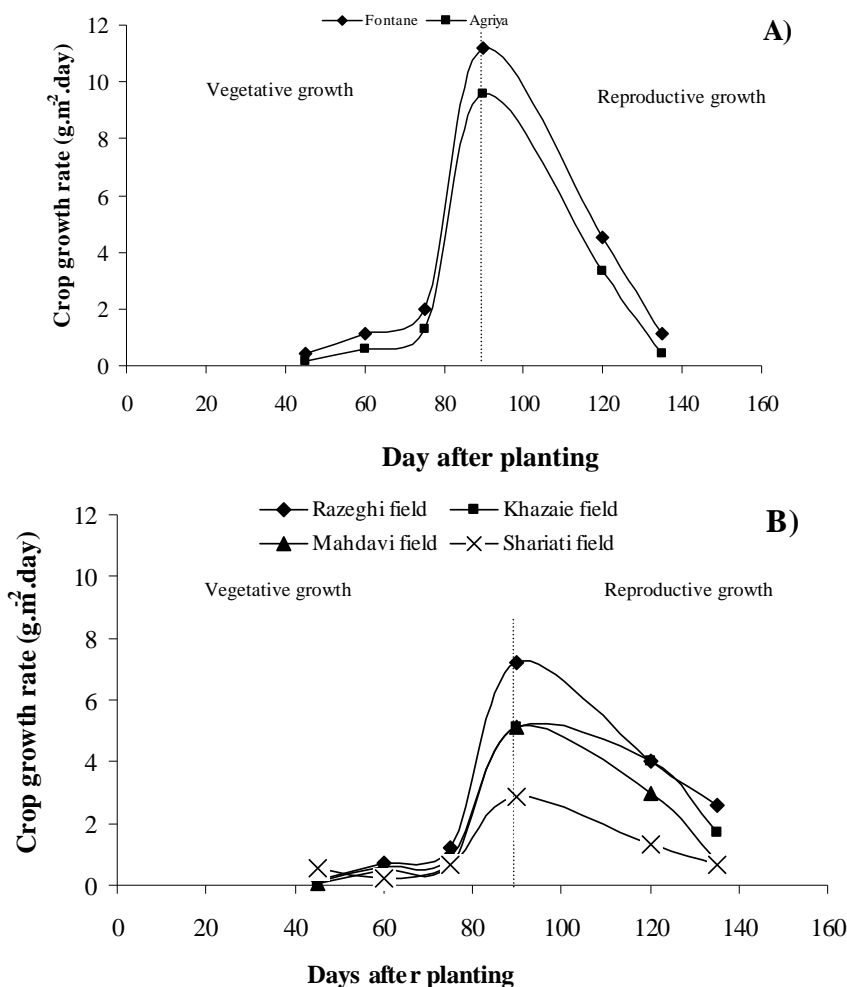 Fontane Agriya
A)
12
10
8
6
4
2
0
Crop growth rate (g.m-2.day)
Vegetative growth
Reproductive growth
0 20 40 60 80 100 120 140 160
Day after planting
Razeghi field Khazaie field
Mahdavi field Shariati field
B)
12
10
8
6
4
2
0
Crop growth rate (g.m-2.day)
Vegetative growth
Reproductive growth
0 20 40 60 80 100 120 140 160
Days after planting